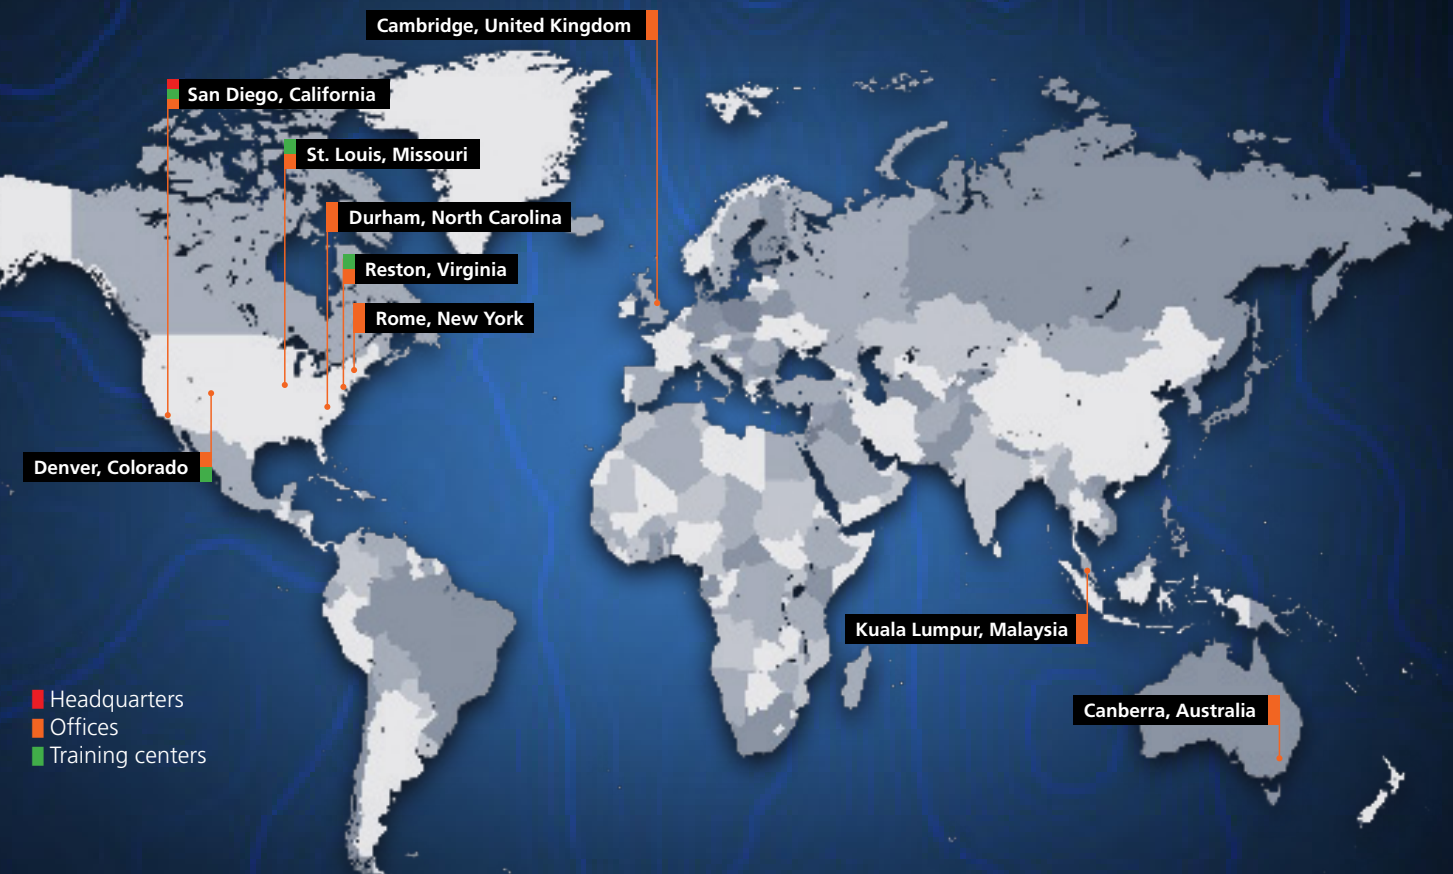 Cambridge, United Kingdom
San Diego, California
St. Louis, Missouri
Durham, North Carolina
Reston, Virginia
Rome, New York
Denver, Colorado
Kuala Lumpur, Malaysia
Canberra, Australia
Headquarters
Offices
Training centers